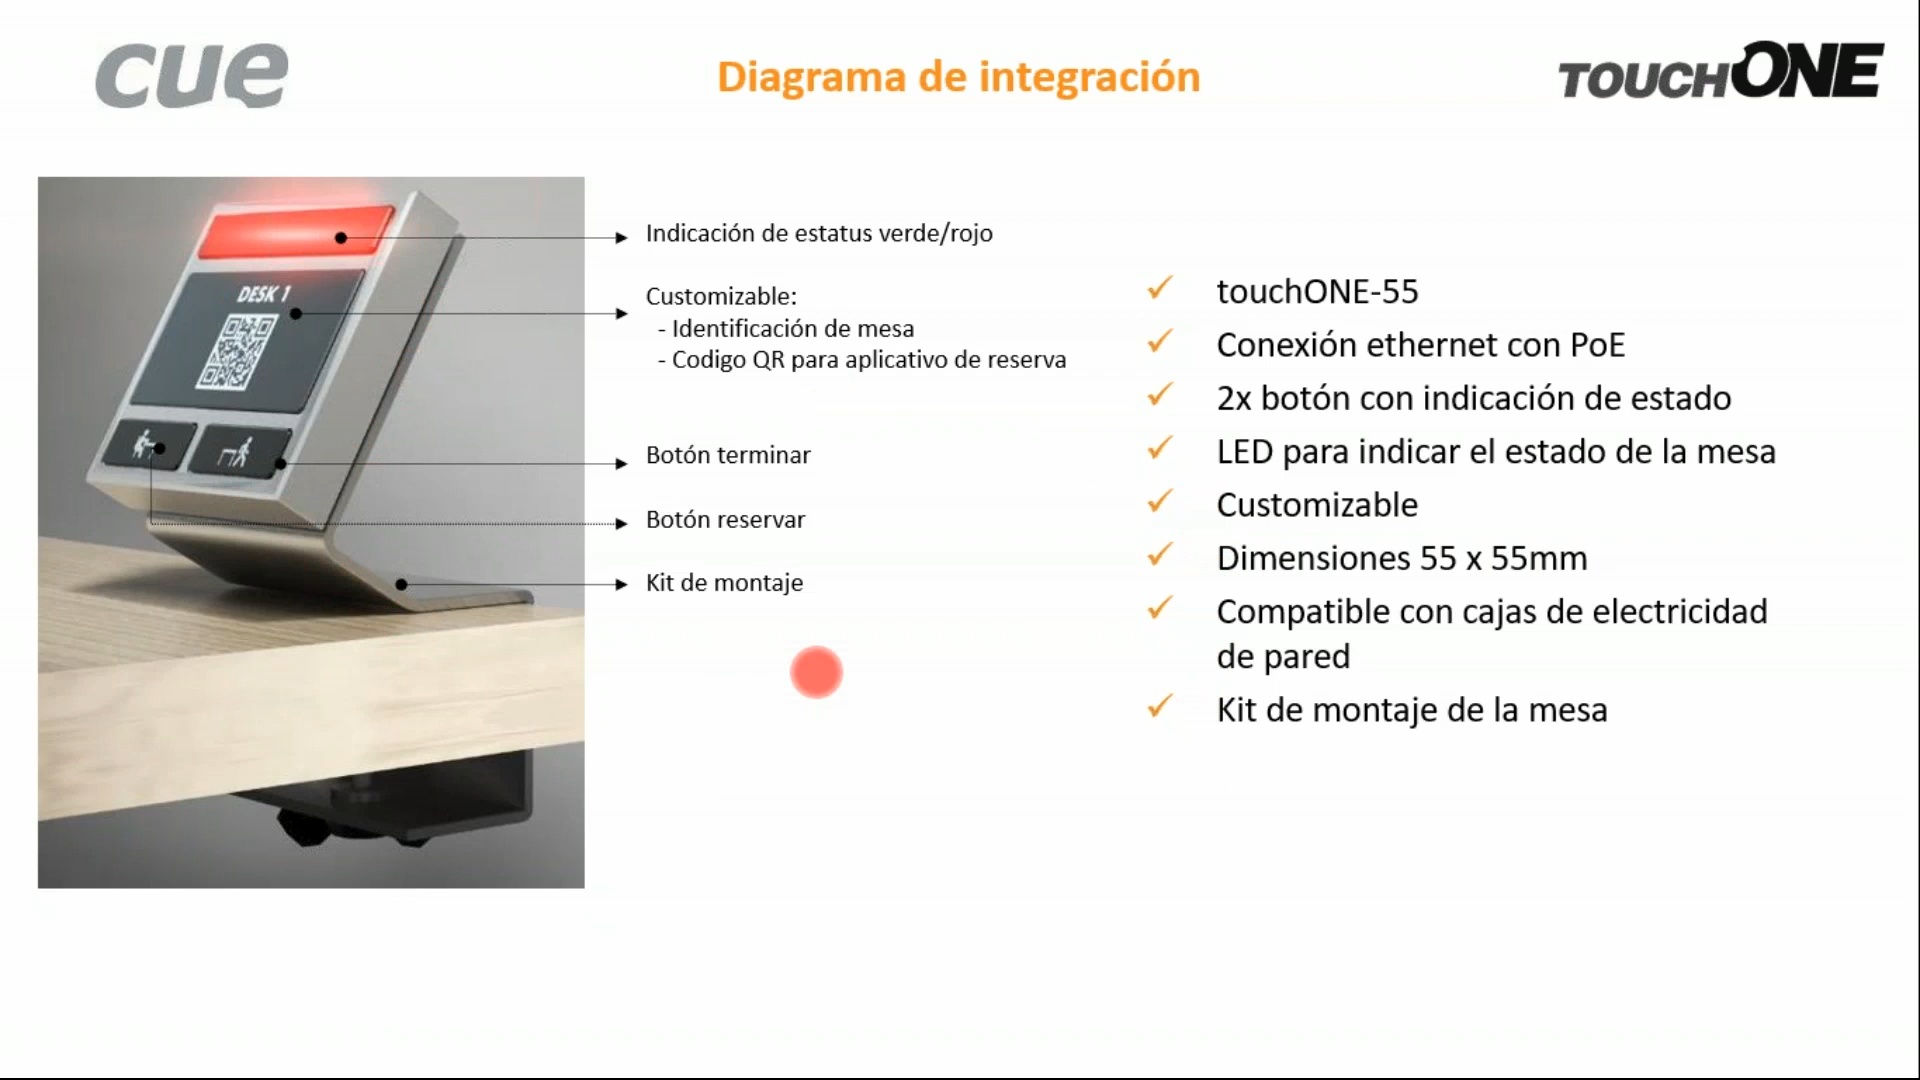 cue
Diagrama de integración
TOUCHONE
DESK 1
Indicación de estatus verde/rojo
Customizable:
- Identificación de mesa
- Codigo QR para aplicativo de reserva
Botón terminar
Botón reservar
Kit de montaje
touchONE-55
Conexión ethernet con PoE
2x botón con indicación de estado
LED para indicar el estado de la mesa
Customizable
Dimensiones 55 x 55mm
Compatible con cajas de electricidad
de pared
Kit de montaje de la mesa